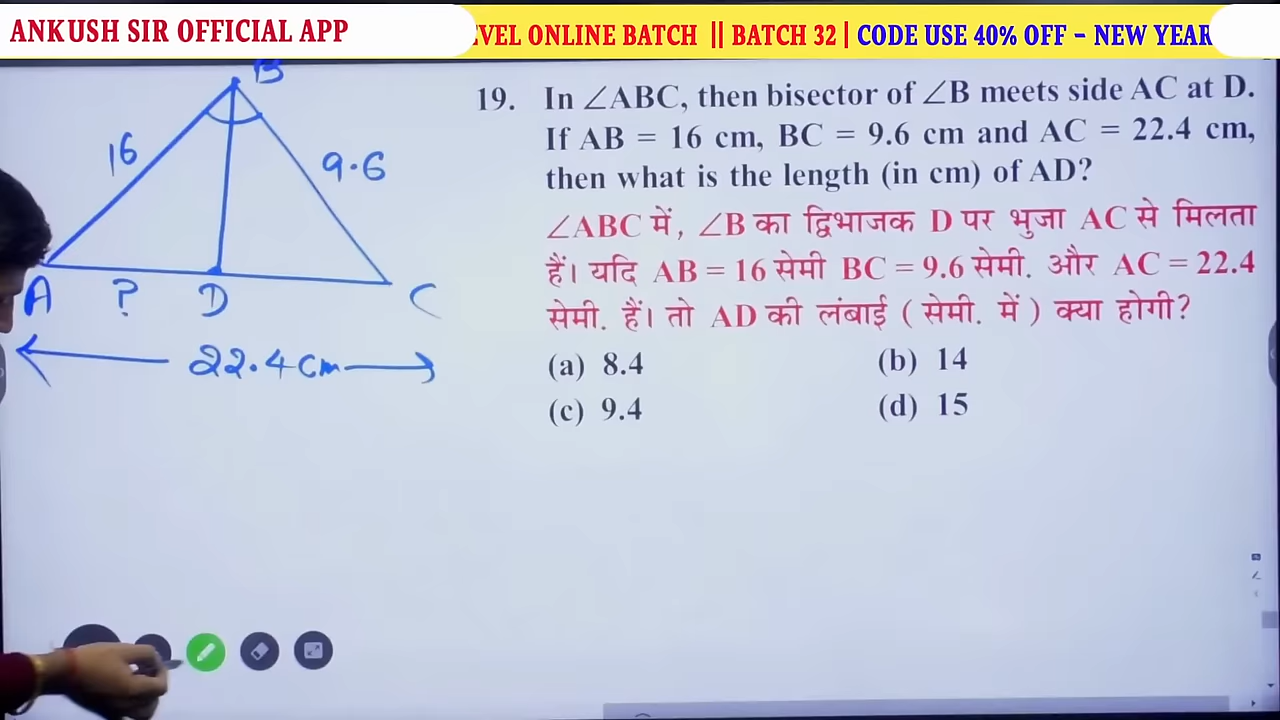 ANKUSH SIR OFFICIAL APP
EVEL ONLINE BATCH || BATCH 32 | CODE USE 40% OFF - NEW YEAR
B
16
9.6
A ? D C
22.4cm
19. In ∠ABC, then bisector of ∠B meets side AC at D.
If AB = 16 cm, BC = 9.6 cm and AC = 22.4 cm,
then what is the length (in cm) of AD?
∠ABC में, ∠B का द्विभाजक D पर भुजा AC से मिलता
हैं। यदि AB = 16 सेमी BC = 9.6 सेमी. और AC = 22.4
सेमी. हैं। तो AD की लंबाई ( सेमी. में ) क्या होगी?
(a) 8.4 (b) 14
(c) 9.4 (d) 15